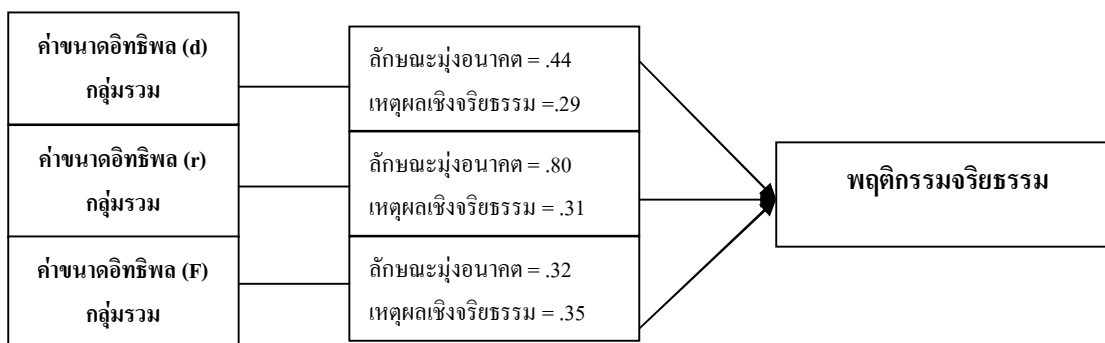 ค่าขนาดอิทธิพล (d)
กลุ่มรวม
ลักษณะมุ่งอนาคต = .44
เหตุผลเชิงจริยธรรม =.29
ค่าขนาดอิทธิพล (r)
กลุ่มรวม
ลักษณะมุ่งอนาคต = .80
เหตุผลเชิงจริยธรรม = .31
พฤติกรรมจริยธรรม
ค่าขนาดอิทธิพล (F)
กลุ่มรวม
ลักษณะมุ่งอนาคต = .32
เหตุผลเชิงจริยธรรม = .35